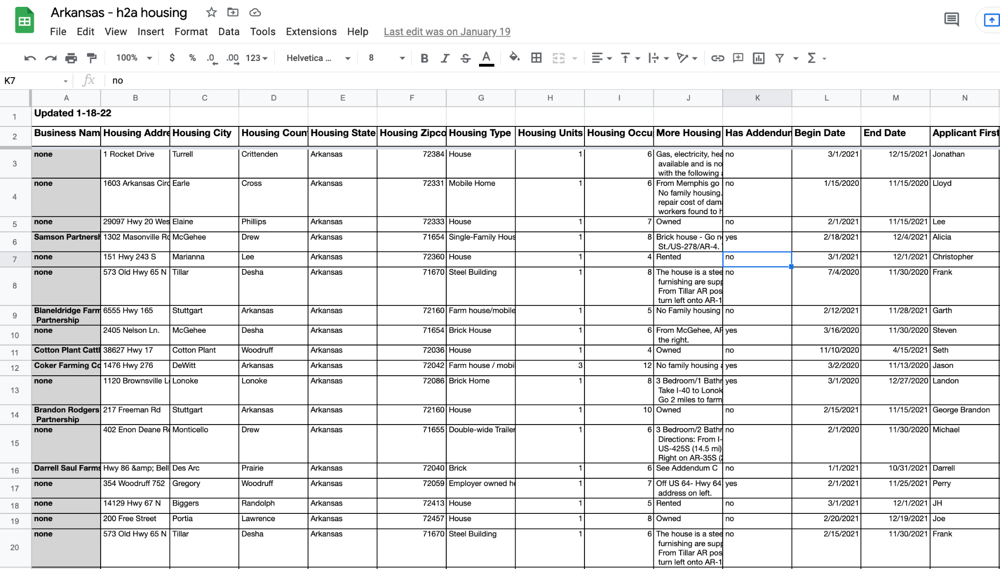 Arkansas - h2a housing
File Edit View Insert Format Data Tools Extensions Help Last edit was on January 19
100% $ % .0 .00 123 Helvetica ... 8 B I S A
K7 fx no
A B C D E F G H I J K L M N
1 Updated 1-18-22
2 Business Nam Housing Addre Housing City Housing Coun Housing State Housing Zipco Housing Type Housing Units Housing Occu More Housing Has Addendun Begin Date End Date Applicant First
3 none 1 Rocket Drive Turrell Crittenden Arkansas 72384 House 1 6 Gas, electricity, hea no 3/1/2021 12/15/2021 Jonathan
available and is no
with the following
4 none 1603 Arkansas Circ Earle Cross Arkansas 72331 Mobile Home 1 6 From Memphis go no 1/15/2020 11/15/2020 Lloyd
No family housing.
repair cost of dam
workers found to h
5 none 29097 Hwy 20 Wes Elaine Phillips Arkansas 72333 House 1 7 Owned no 2/1/2021 11/15/2021 Lee
6 Samson Partnersh 1302 Masonville Rd McGehee Drew Arkansas 71654 Single-Family Hous 1 8 Brick house - Go n yes 2/18/2021 12/4/2021 Alicia
St./US-278/AR-4.
7 none 151 Hwy 243 S Marianna Lee Arkansas 72360 House 1 4 Rented no 3/1/2021 12/1/2021 Christopher
8 none 573 Old Hwy 65 N Tillar Desha Arkansas 71670 Steel Building 1 8 The house is a stee no 7/4/2020 11/30/2020 Frank
furnishing are supp
From Tillar AR pos
turn left onto AR-1
9 Blaneldridge Farm 6555 Hwy 165 Stuttgart Arkansas Arkansas 72160 Farm house/mobile 1 5 No Family housing no 2/12/2021 11/28/2021 Garth
Partnership
10 none 2405 Nelson Ln. McGehee Desha Arkansas 71654 Brick House 1 6 From McGehee, AR yes 3/16/2020 11/30/2020 Steven
the right.
11 Cotton Plant Cattl 38627 Hwy 17 Cotton Plant Woodruff Arkansas 72036 House 1 4 Owned no 11/10/2020 4/15/2021 Seth
12 Coker Farming Co 1476 Hwy 276 DeWitt Arkansas Arkansas 72042 Farm house / mobi 3 12 No family housing yes 3/2/2020 11/13/2020 Jason
13 none 1120 Brownsville L Lonoke Lonoke Arkansas 72086 Brick Home 1 8 3 Bedroom/1 Bathr yes 3/1/2020 12/27/2020 Landon
Take I-40 to Lonok
Go 2 miles to farm
14 Brandon Rodgers 217 Freeman Rd Stuttgart Arkansas Arkansas 72160 House 1 10 Owned no 2/15/2021 11/15/2021 George Brandon
Partnership
15 none 402 Enon Deane R Monticello Drew Arkansas 71655 Double-wide Trailer 1 6 3 Bedroom/2 Bathr no 2/1/2020 11/30/2020 Michael
Directions: From I-
US-425S (14.5 mi)
Right on AR-35S (
16 Darrell Saul Farms Hwy 86 &amp; Bell Des Arc Prairie Arkansas 72040 Brick 1 6 See Addendum C no 1/1/2021 10/31/2021 Darrell
17 none 354 Woodruff 752 Gregory Woodruff Arkansas 72059 Employer owned ho 1 7 Off US 64- Hwy 64 yes 2/1/2021 11/25/2021 Perry
address on left.
18 none 14129 Hwy 67 N Biggers Randolph Arkansas 72413 House 1 5 Rented no 3/1/2021 12/1/2021 JH
19 none 200 Free Street Portia Lawrence Arkansas 72457 House 1 8 Owned no 2/20/2021 12/19/2021 Joe
20 none 573 Old Hwy 65 N Tillar Desha Arkansas 71670 Steel Building 1 6 The house is a stee no 2/15/2021 11/30/2021 Frank
furnishing are supp
From Tillar AR pos
turn left onto AR-1